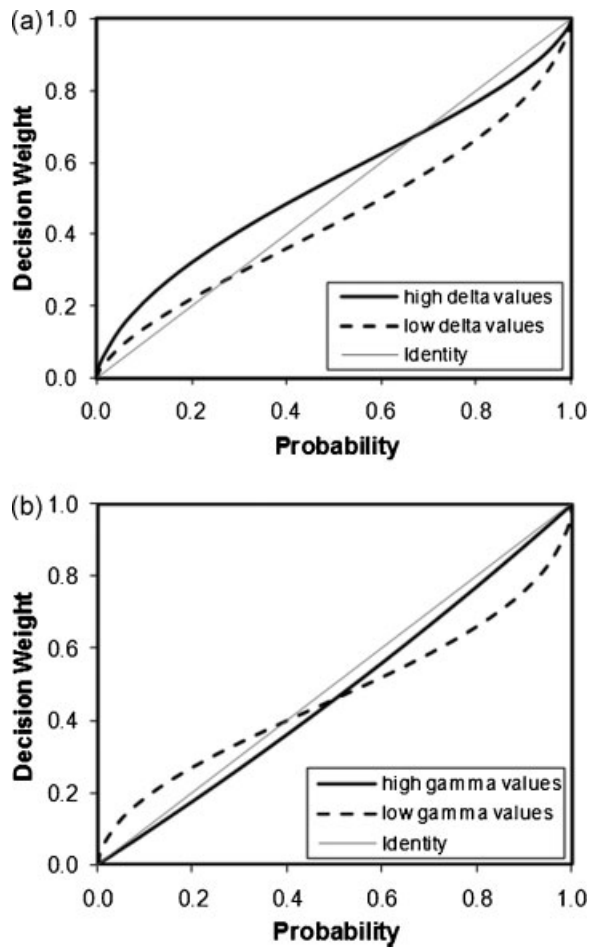 (a)
1.0
0.8
0.6
0.4
0.2
0.0
Decision Weight
high delta values
low delta values
Identity
0.0 0.2 0.4 0.6 0.8 1.0
Probability
(b)
1.0
0.8
0.6
0.4
0.2
0.0
Decision Weight
high gamma values
low gamma values
Identity
0.0 0.2 0.4 0.6 0.8 1.0
Probability